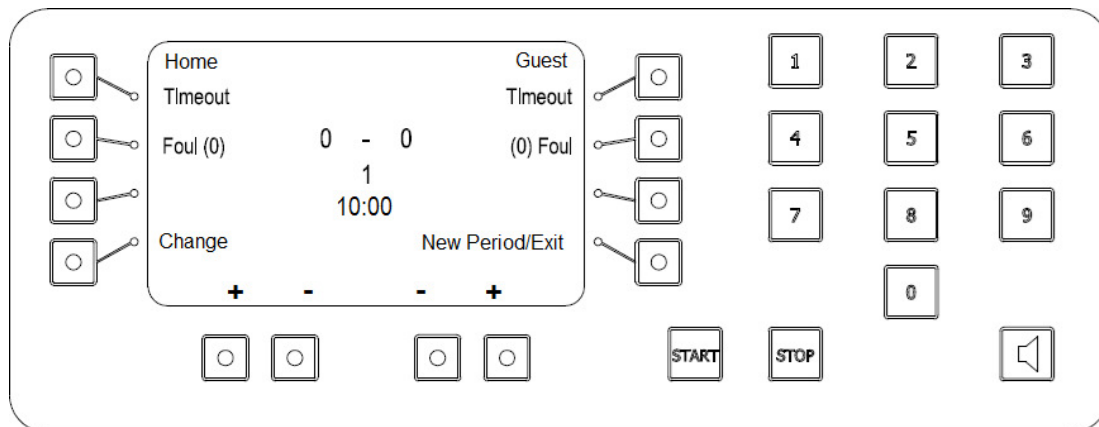 Home Guest
TImeout TImeout
Foul (0) 0 - 0 (0) Foul
1
10:00
Change New Period/Exit
+ - - +
1 2 3
4 5 6
7 8 9
0
START STOP